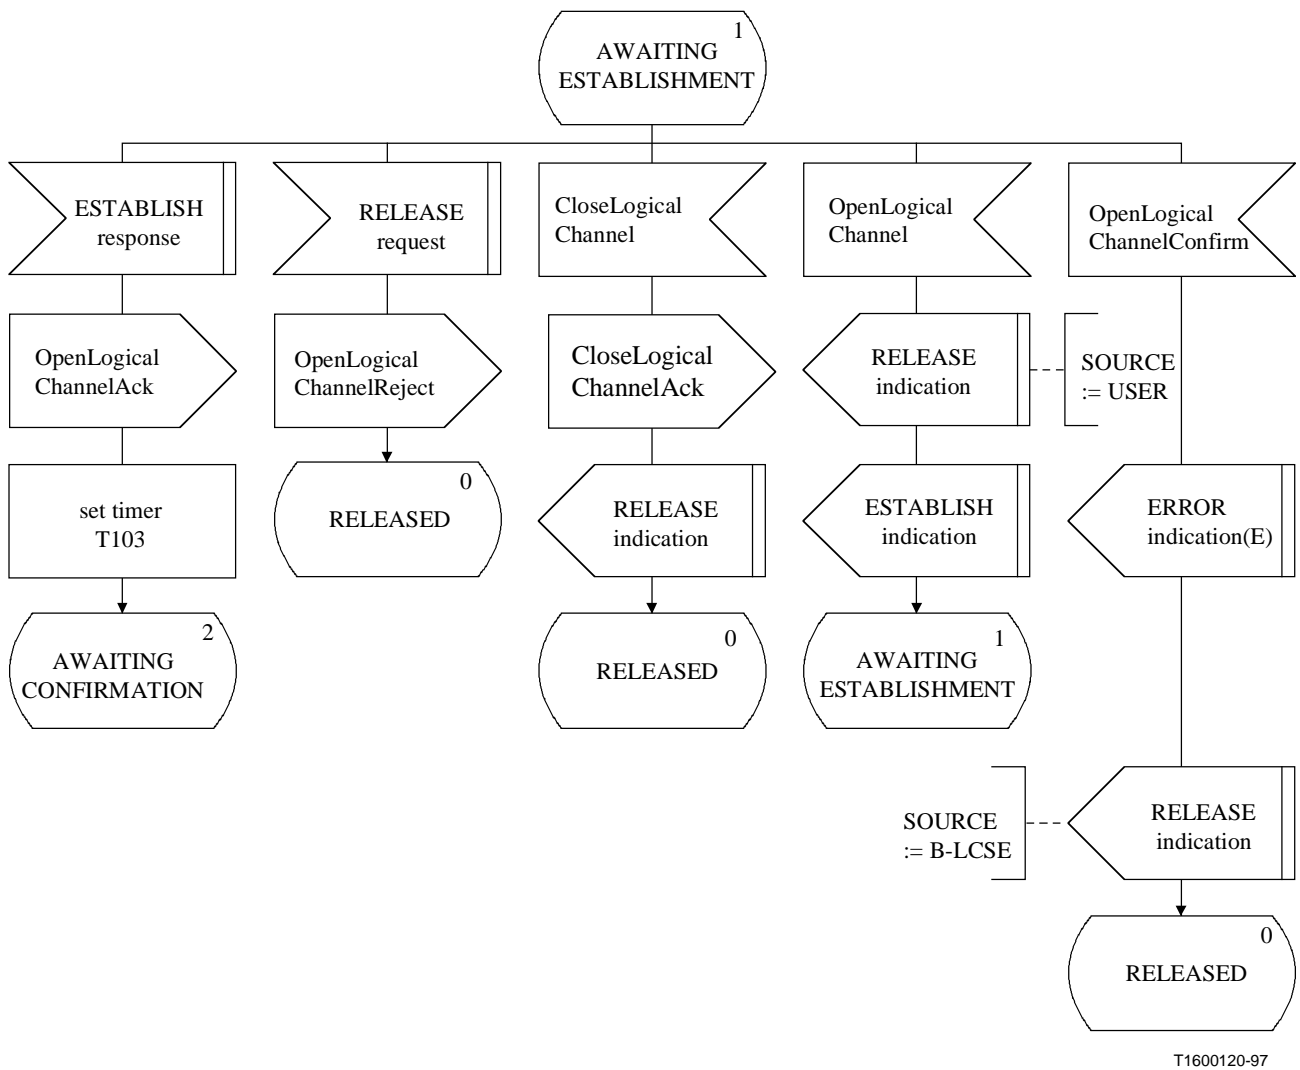 1
AWAITING
ESTABLISHMENT
ESTABLISH
response
RELEASE
request
CloseLogical
Channel
OpenLogical
Channel
OpenLogical
ChannelConfirm
OpenLogical
ChannelAck
OpenLogical
ChannelReject
CloseLogical
ChannelAck
RELEASE
indication
SOURCE
:= USER
set timer
T103
0
RELEASED
RELEASE
indication
ESTABLISH
indication
ERROR
indication(E)
2
AWAITING
CONFIRMATION
0
RELEASED
1
AWAITING
ESTABLISHMENT
SOURCE
:= B-LCSE
RELEASE
indication
0
RELEASED
T1600120-97